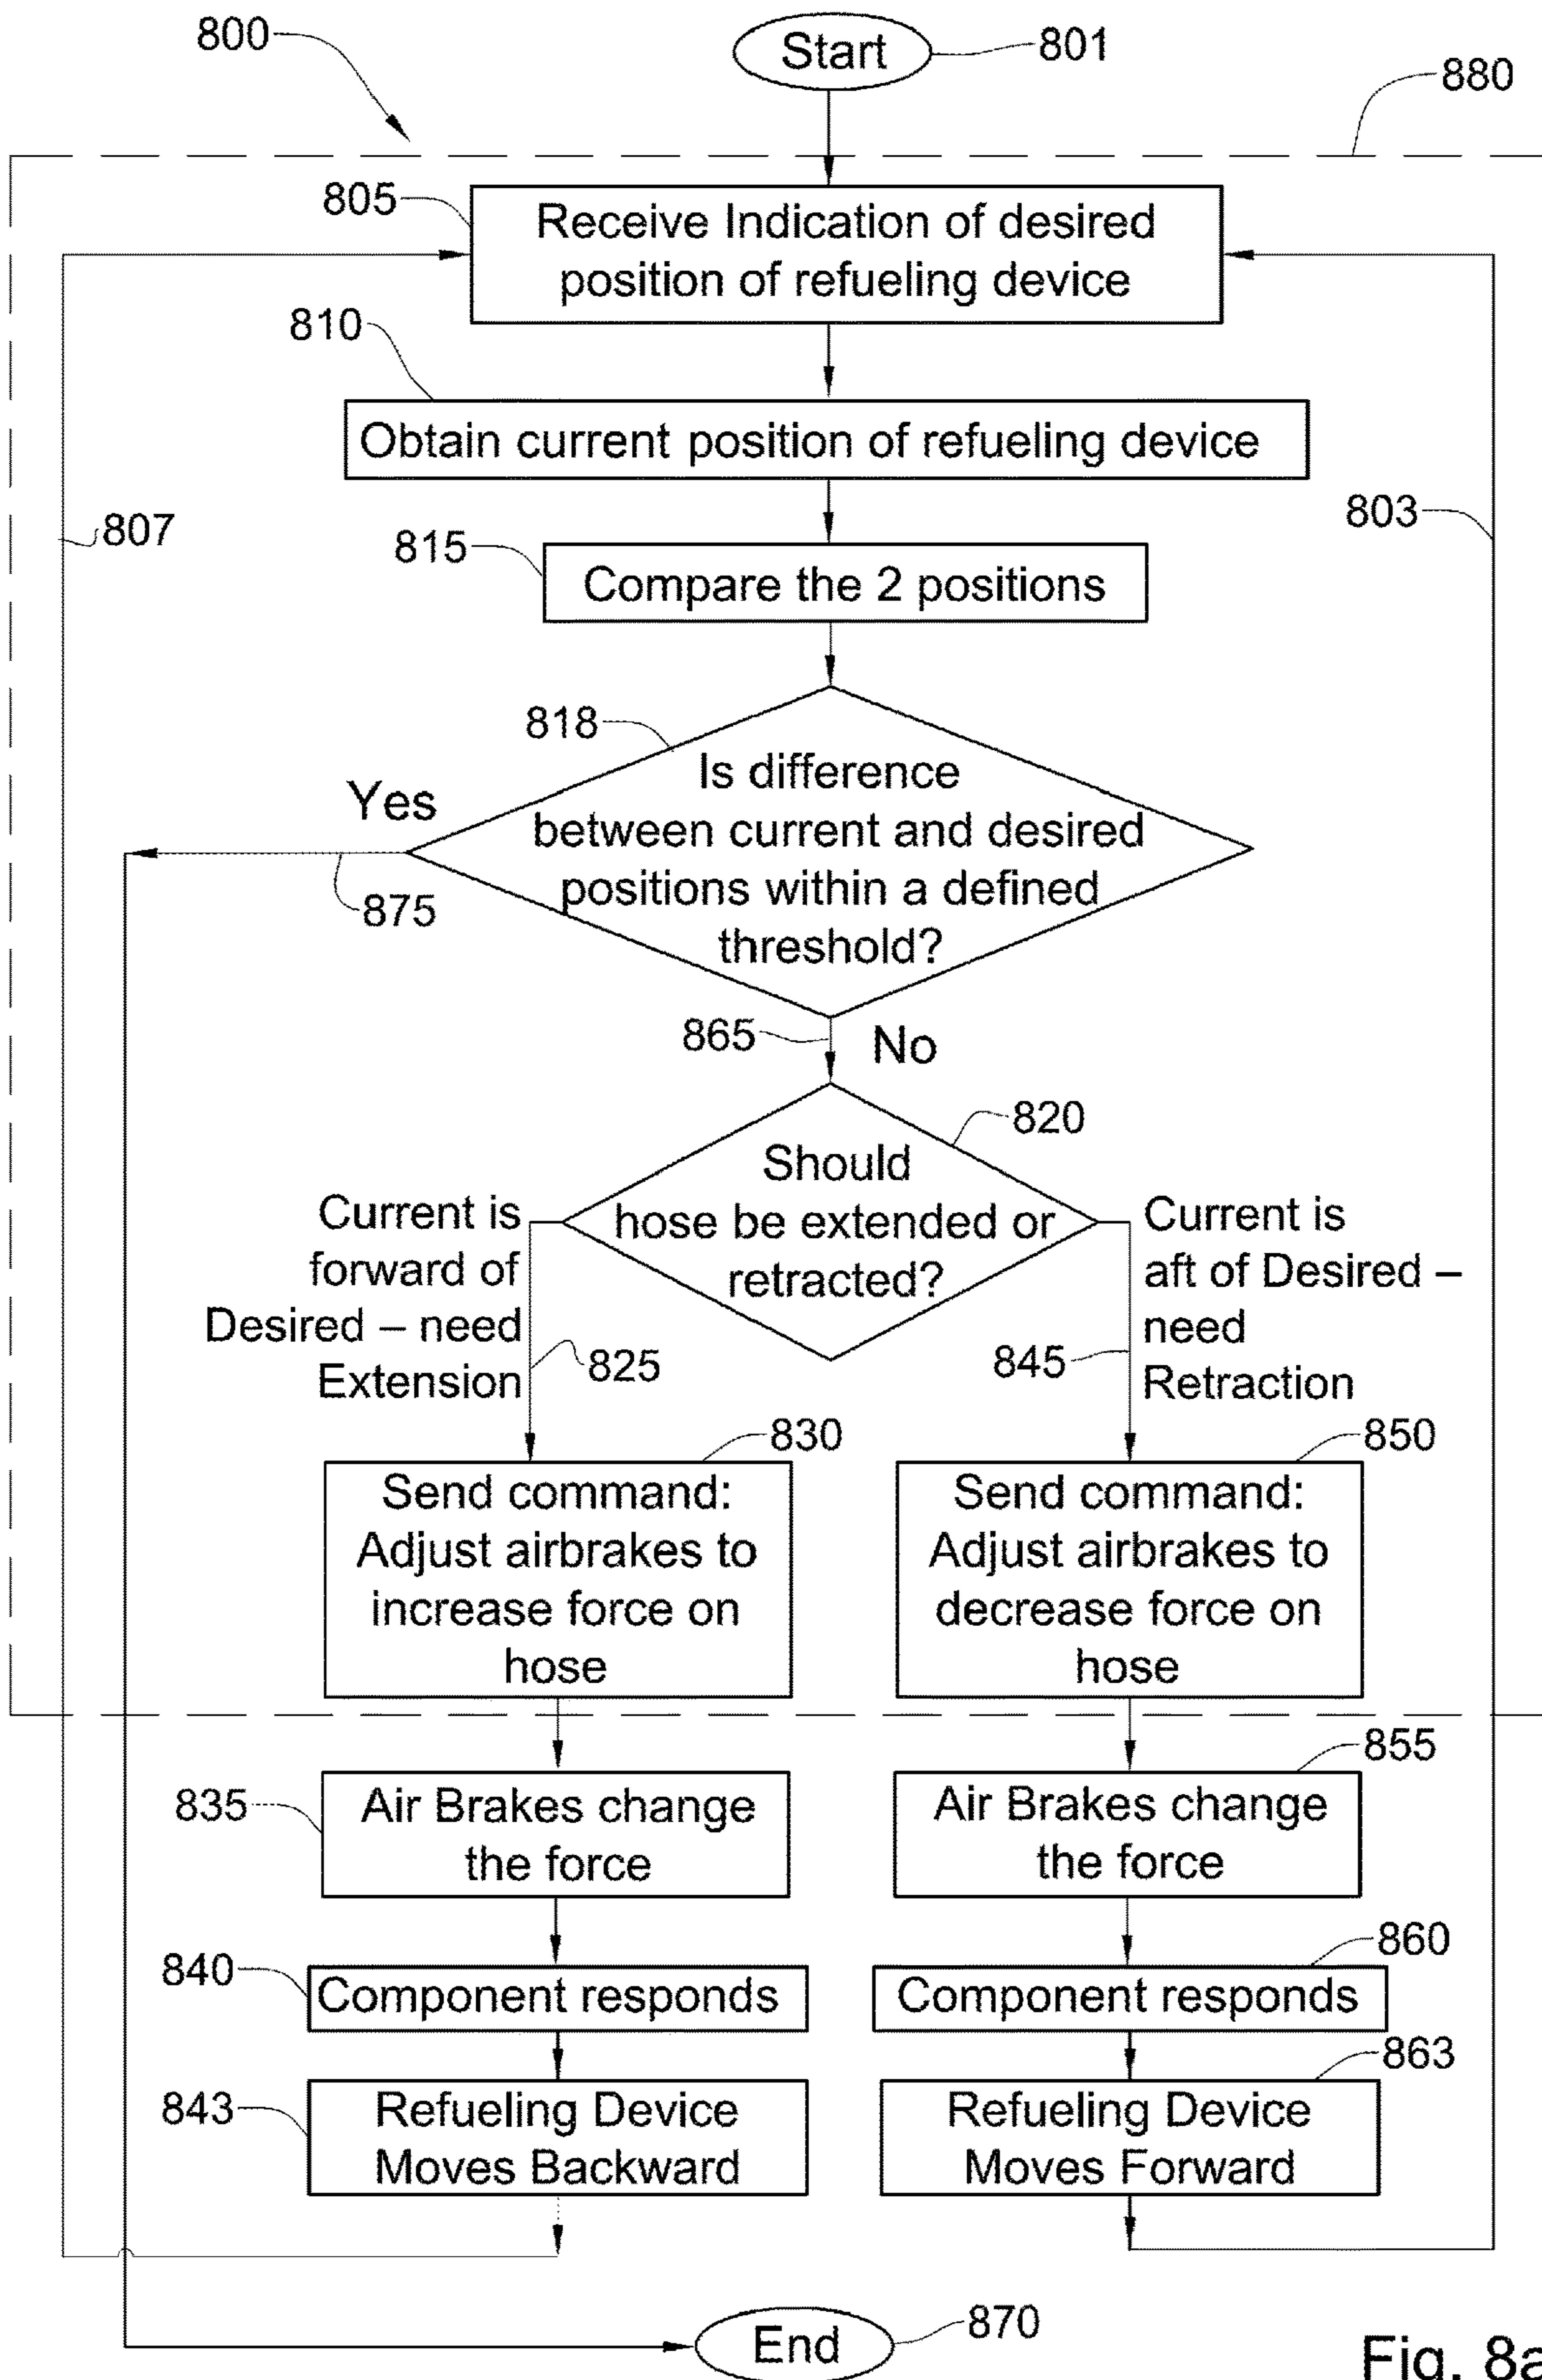 800
Start
801
880
805
Receive Indication of desired
position of refueling device
810
Obtain current position of refueling device
807
803
815
Compare the 2 positions
818
Is difference
between current and desired
positions within a defined
threshold?
Yes
875
865
No
820
Should
hose be extended or
retracted?
Current is
forward of
Desired – need
Extension
825
845
Current is
aft of Desired –
need
Retraction
830
Send command:
Adjust airbrakes to
increase force on
hose
850
Send command:
Adjust airbrakes to
decrease force on
hose
835
Air Brakes change
the force
855
Air Brakes change
the force
840
Component responds
860
Component responds
843
Refueling Device
Moves Backward
863
Refueling Device
Moves Forward
End
870
Fig. 8a